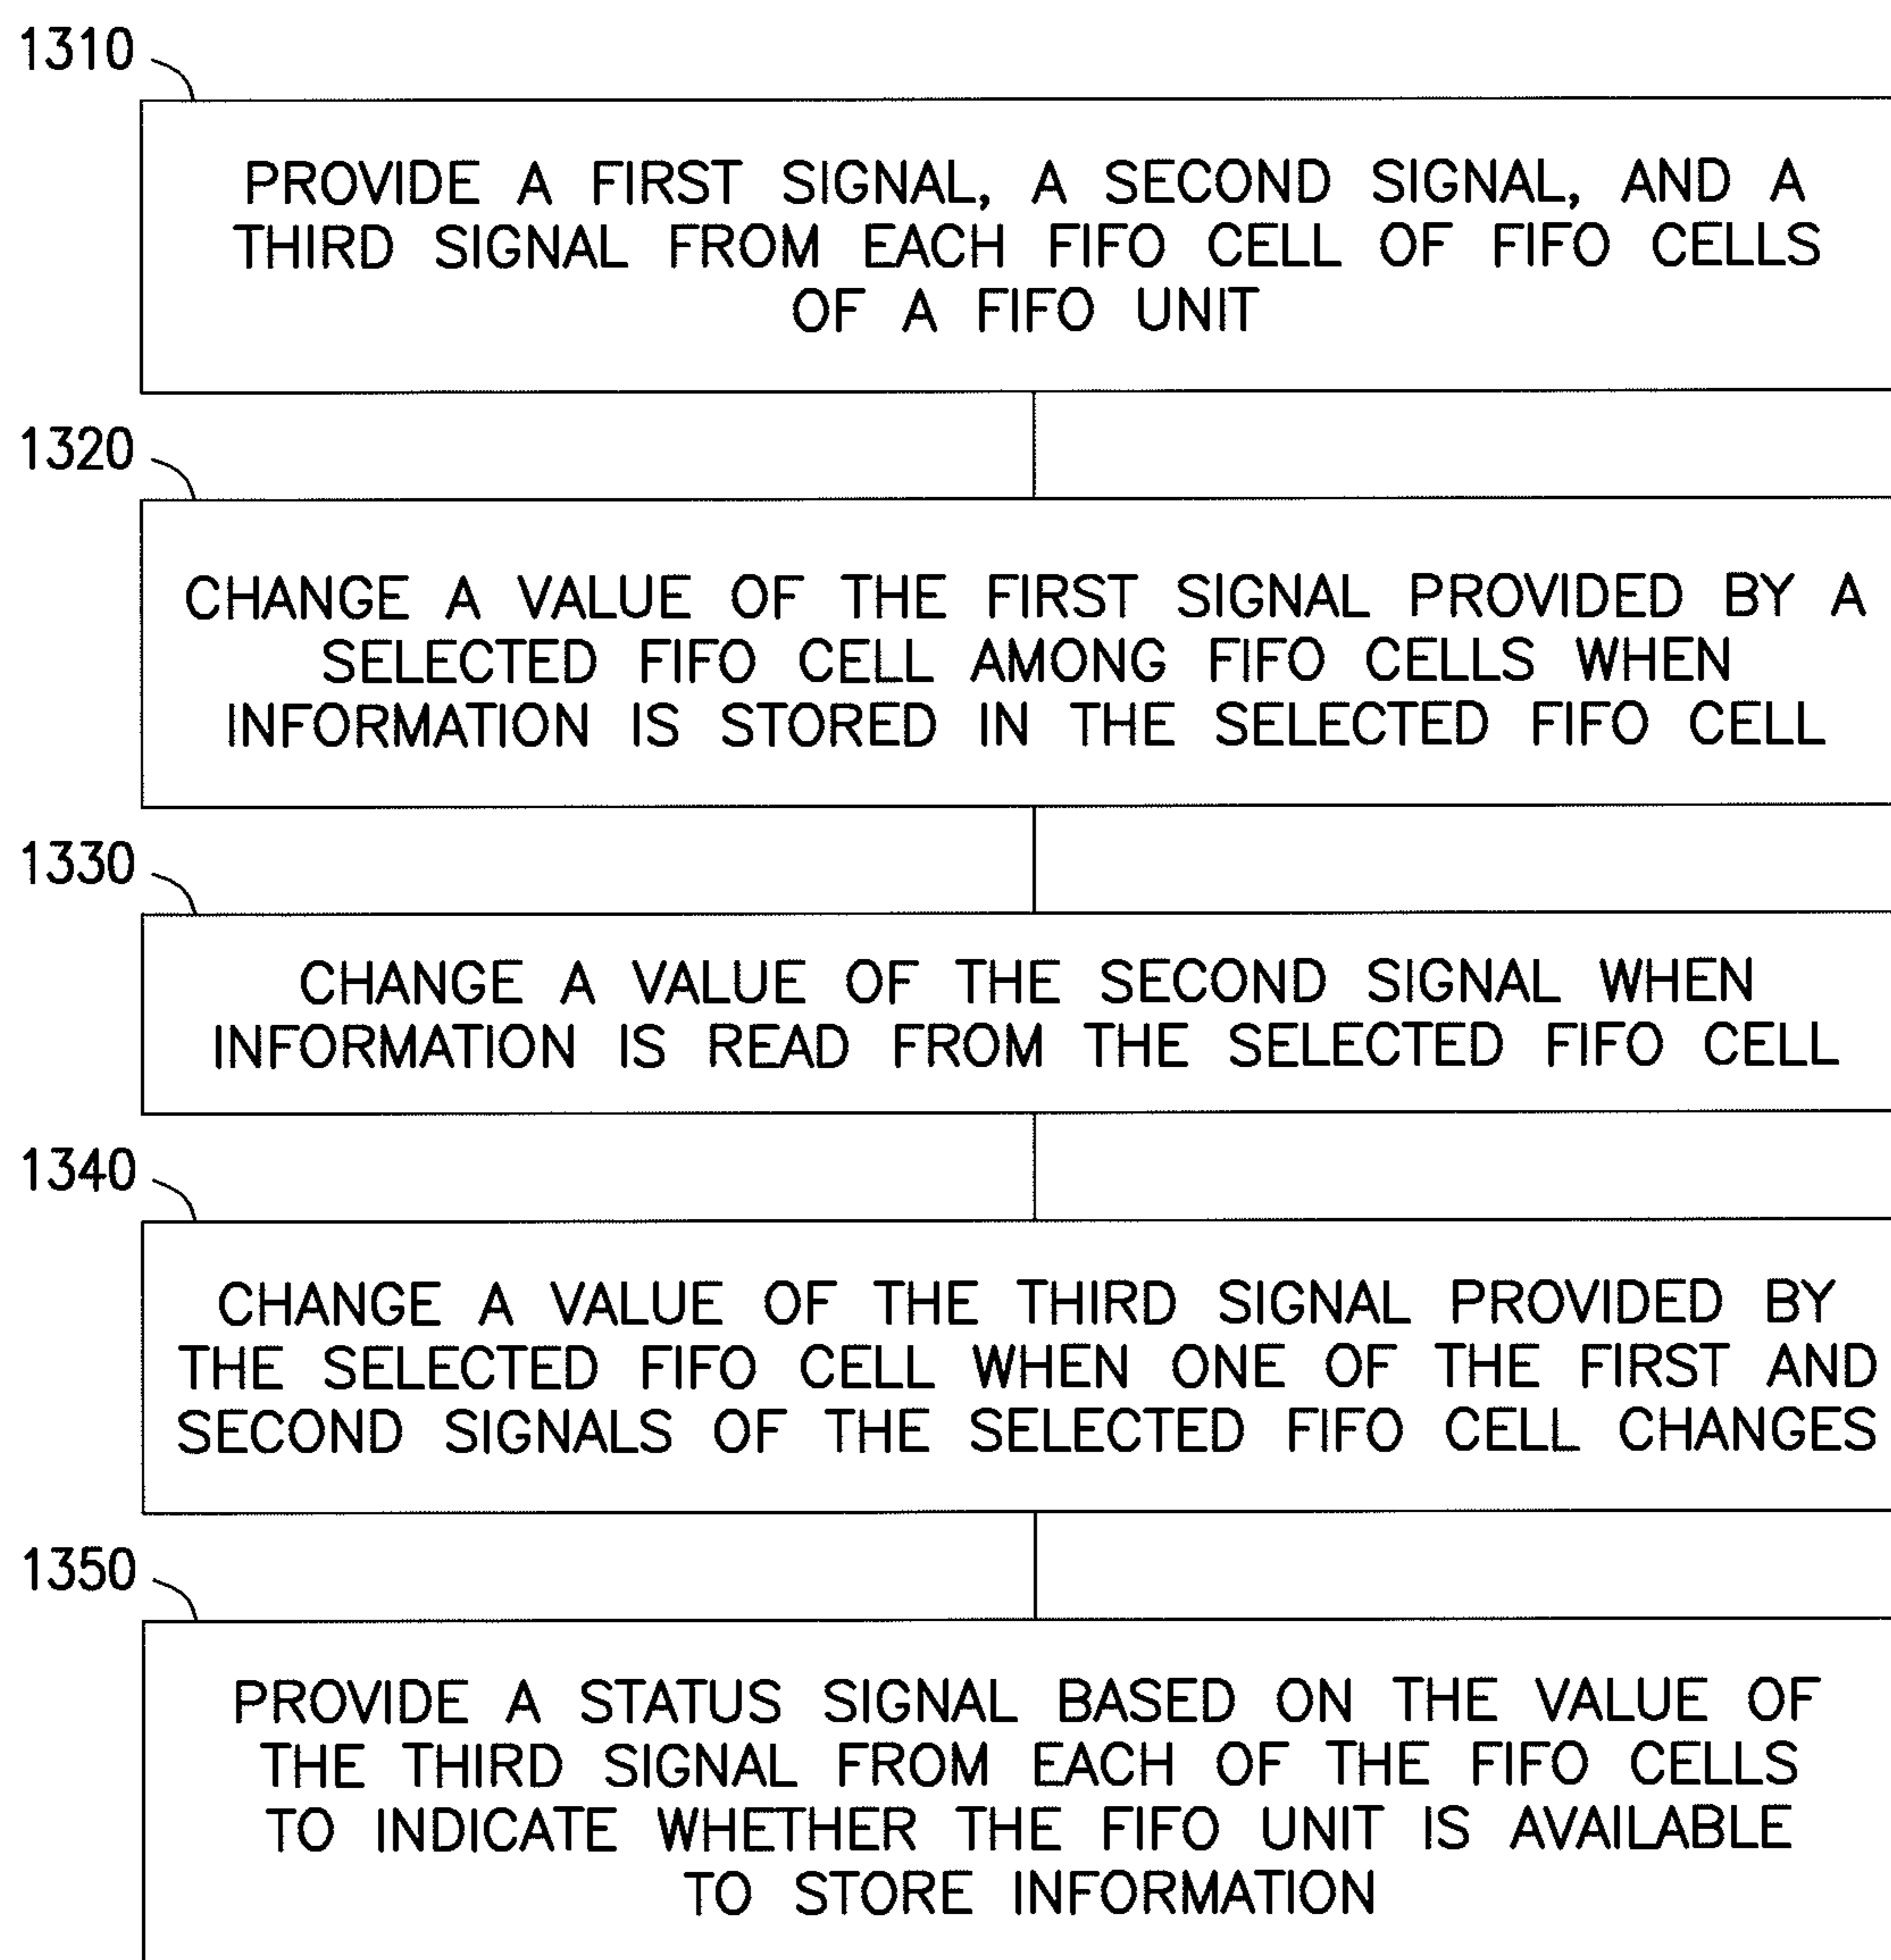 1310
PROVIDE A FIRST SIGNAL, A SECOND SIGNAL, AND A
THIRD SIGNAL FROM EACH FIFO CELL OF FIFO CELLS
OF A FIFO UNIT
1320
CHANGE A VALUE OF THE FIRST SIGNAL PROVIDED BY A
SELECTED FIFO CELL AMONG FIFO CELLS WHEN
INFORMATION IS STORED IN THE SELECTED FIFO CELL
1330
CHANGE A VALUE OF THE SECOND SIGNAL WHEN
INFORMATION IS READ FROM THE SELECTED FIFO CELL
1340
CHANGE A VALUE OF THE THIRD SIGNAL PROVIDED BY
THE SELECTED FIFO CELL WHEN ONE OF THE FIRST AND
SECOND SIGNALS OF THE SELECTED FIFO CELL CHANGES
1350
PROVIDE A STATUS SIGNAL BASED ON THE VALUE OF
THE THIRD SIGNAL FROM EACH OF THE FIFO CELLS
TO INDICATE WHETHER THE FIFO UNIT IS AVAILABLE
TO STORE INFORMATION